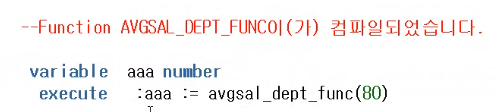 --Function AVGSAL_DEPT_FUNC이(가) 컴파일되었습니다.
variable aaa number
execute :aaa := avgsal_dept_func(80)